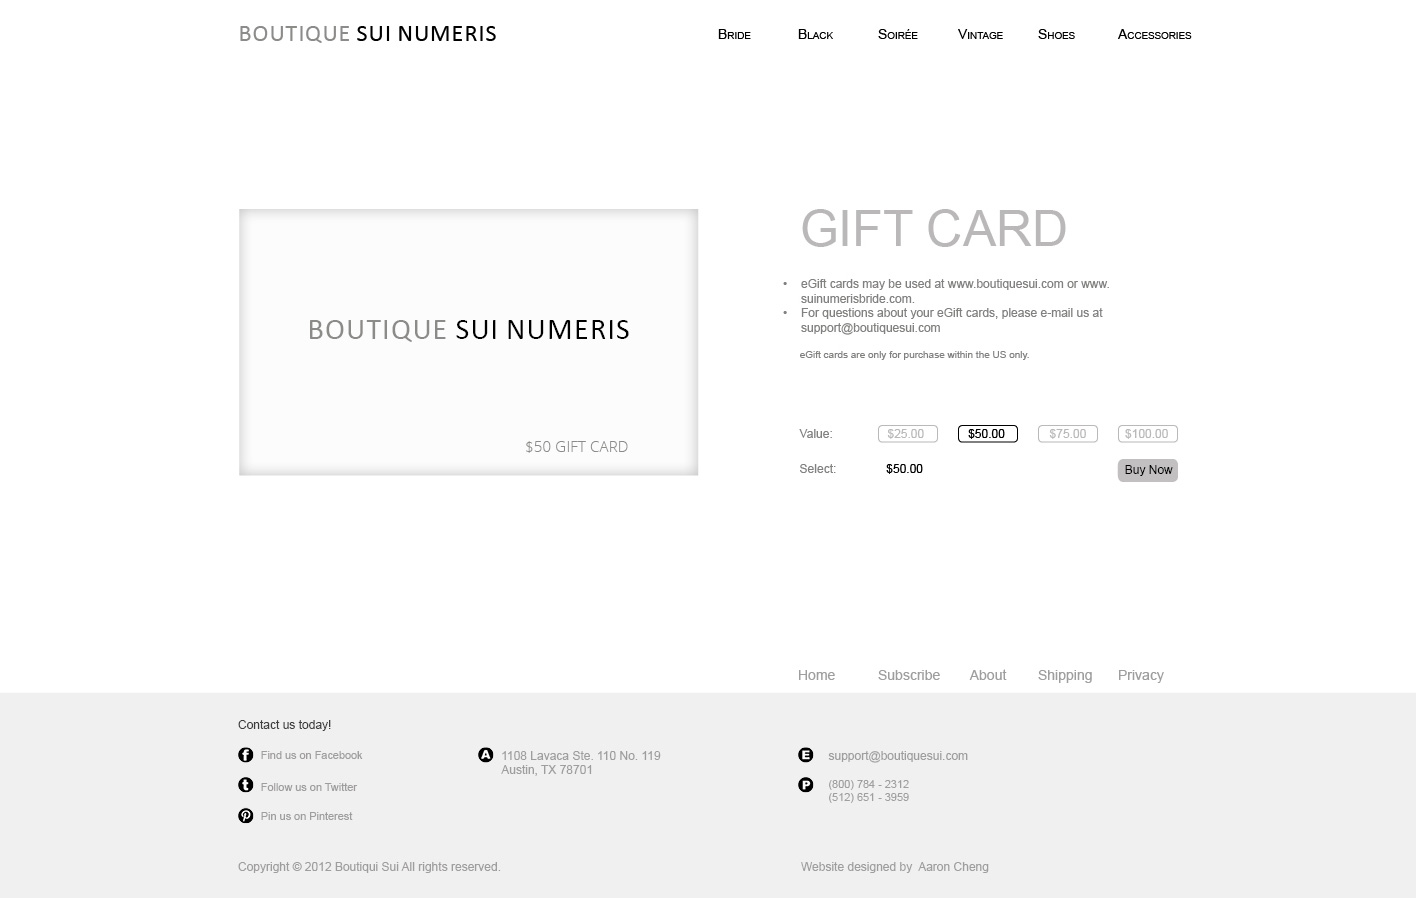 BOUTIQUE SUI NUMERIS
Bride Black Soirée Vintage Shoes Accessories
GIFT CARD
• eGift cards may be used at www.boutiquesui.com or www.
suinumerisbride.com.
• For questions about your eGift cards, please e-mail us at
support@boutiquesui.com
eGift cards are only for purchase within the US only.
BOUTIQUE SUI NUMERIS
$50 GIFT CARD
Value: $25.00 $50.00 $75.00 $100.00
Select: $50.00 Buy Now
Home Subscribe About Shipping Privacy
Contact us today!
Find us on Facebook
Follow us on Twitter
Pin us on Pinterest
A 1108 Lavaca Ste. 110 No. 119
Austin, TX 78701
E support@boutiquesui.com
P (800) 784 - 2312
(512) 651 - 3959
Copyright © 2012 Boutiqui Sui All rights reserved.
Website designed by Aaron Cheng